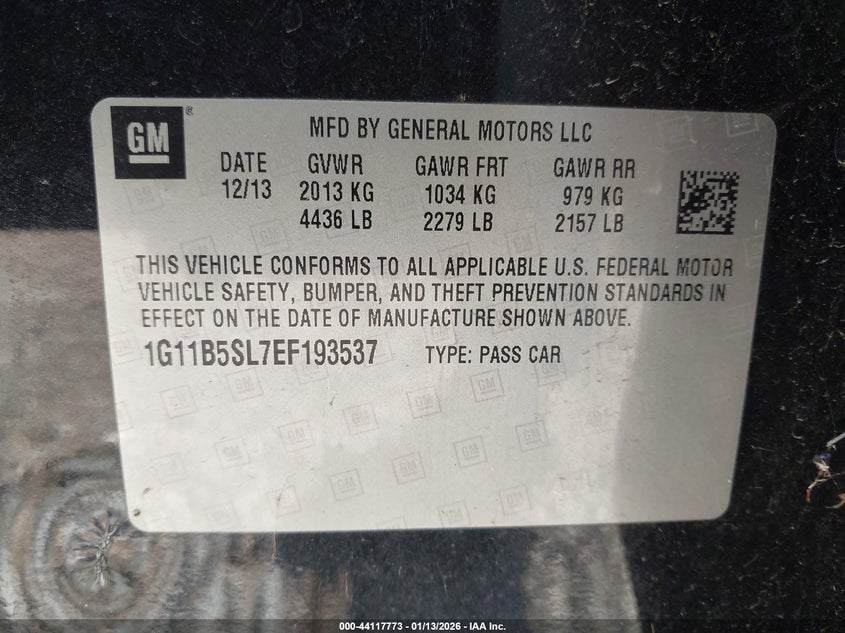 GM ®
MFD BY GENERAL MOTORS LLC
DATE GVWR GAWR FRT GAWR RR
12/13 2013 KG 1034 KG 979 KG
4436 LB 2279 LB 2157 LB
THIS VEHICLE CONFORMS TO ALL APPLICABLE U.S. FEDERAL MOTOR
VEHICLE SAFETY, BUMPER, AND THEFT PREVENTION STANDARDS IN
EFFECT ON THE DATE OF MANUFACTURE SHOWN ABOVE.
1G11B5SL7EF193537 TYPE: PASS CAR
000-44117773 - 01/13/2026 - IAA Inc.